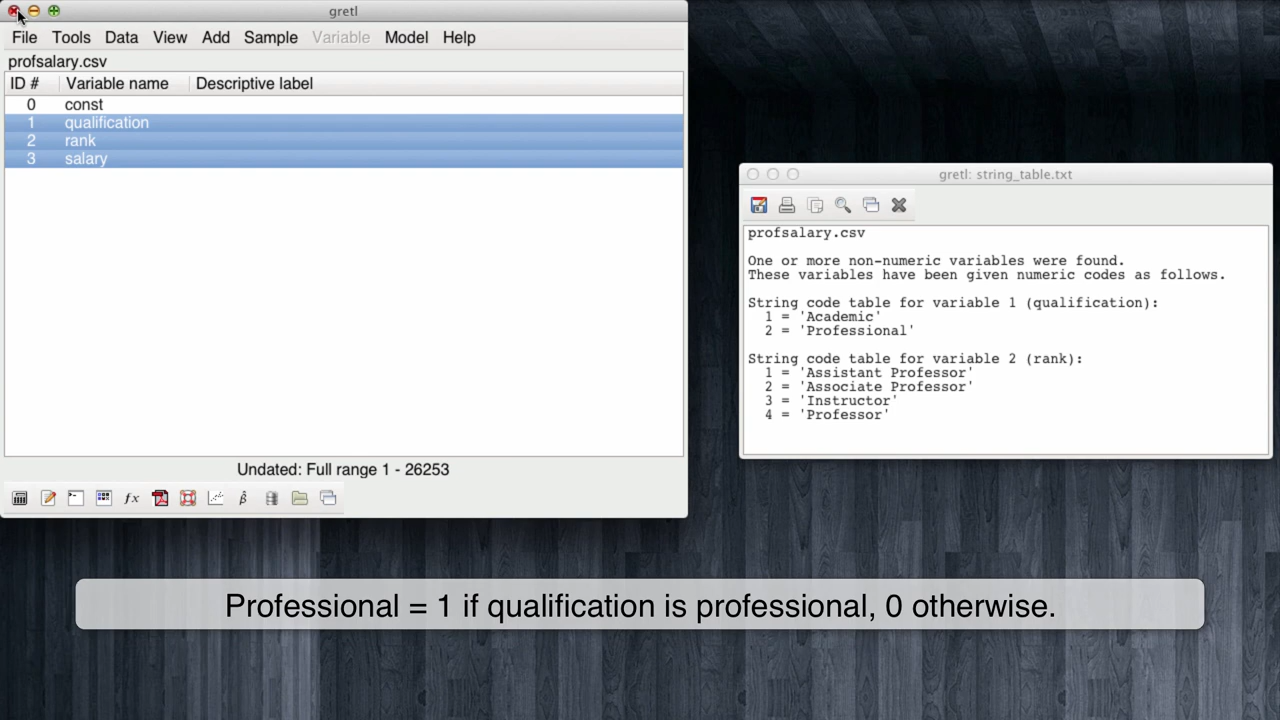 gretl
File Tools Data View Add Sample Variable Model Help
profsalary.csv
ID # Variable name Descriptive label
0 const
1 qualification
2 rank
3 salary
Undated: Full range 1 - 26253
gretl: string_table.txt
profsalary.csv
One or more non-numeric variables were found.
These variables have been given numeric codes as follows.
String code table for variable 1 (qualification):
1 = 'Academic'
2 = 'Professional'
String code table for variable 2 (rank):
1 = 'Assistant Professor'
2 = 'Associate Professor'
3 = 'Instructor'
4 = 'Professor'
Professional = 1 if qualification is professional, 0 otherwise.